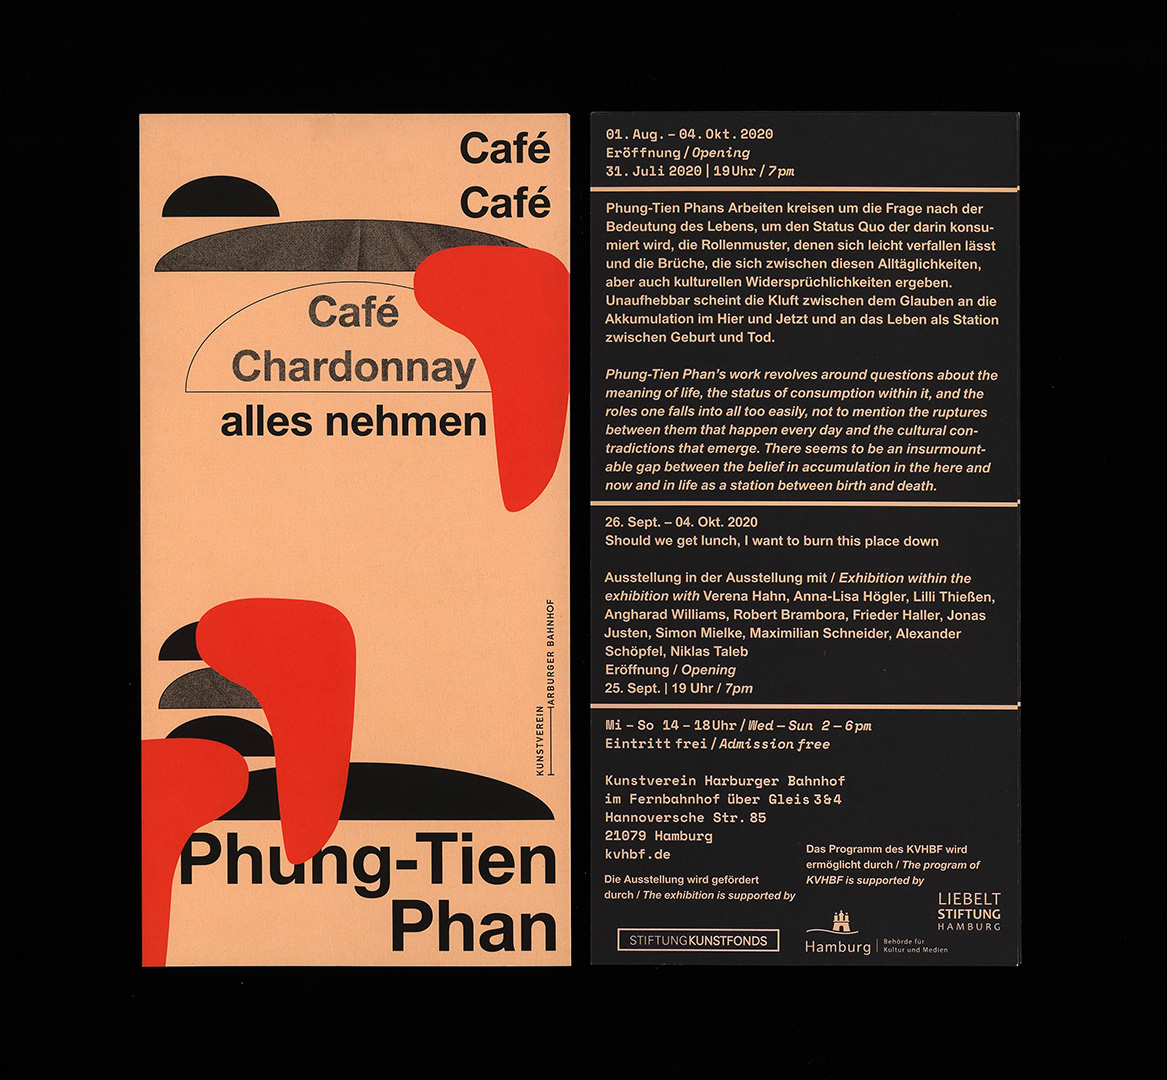 Café
Café
Café
Chardonnay
alles nehmen
KUNSTVEREIN
HARBURGER BAHNHOF
Phung-Tien
Phan
01. Aug. – 04. Okt. 2020
Eröffnung / Opening
31. Juli 2020 | 19 Uhr / 7pm
Phung-Tien Phans Arbeiten kreisen um die Frage nach der
Bedeutung des Lebens, um den Status Quo der darin konsu-
miert wird, die Rollenmuster, denen sich leicht verfallen lässt
und die Brüche, die sich zwischen diesen Alltäglichkeiten,
aber auch kulturellen Widersprüchlichkeiten ergeben.
Unaufhebbar scheint die Kluft zwischen dem Glauben an die
Akkumulation im Hier und Jetzt und an das Leben als Station
zwischen Geburt und Tod.
Phung-Tien Phan's work revolves around questions about the
meaning of life, the status of consumption within it, and the
roles one falls into all too easily, not to mention the ruptures
between them that happen every day and the cultural con-
tradictions that emerge. There seems to be an insurmount-
able gap between the belief in accumulation in the here and
now and in life as a station between birth and death.
26. Sept. – 04. Okt. 2020
Should we get lunch, I want to burn this place down
Ausstellung in der Ausstellung mit / Exhibition within the
exhibition with Verena Hahn, Anna-Lisa Högler, Lilli Thießen,
Angharad Williams, Robert Brambora, Frieder Haller, Jonas
Justen, Simon Mielke, Maximilian Schneider, Alexander
Schöpfel, Niklas Taleb
Eröffnung / Opening
25. Sept. | 19 Uhr / 7pm
Mi – So 14 – 18 Uhr / Wed – Sun 2 – 6 pm
Eintritt frei / Admission free
Kunstverein Harburger Bahnhof
im Fernbahnhof über Gleis 3&4
Hannoversche Str. 85
21079 Hamburg
kvhbf.de
Die Ausstellung wird gefördert
durch / The exhibition is supported by
STIFTUNGKUNSTFONDS
Das Programm des KVHBF wird
ermöglicht durch / The program of
KVHBF is supported by
LIEBELT
STIFTUNG
HAMBURG
Hamburg | Behörde für
Kultur und Medien